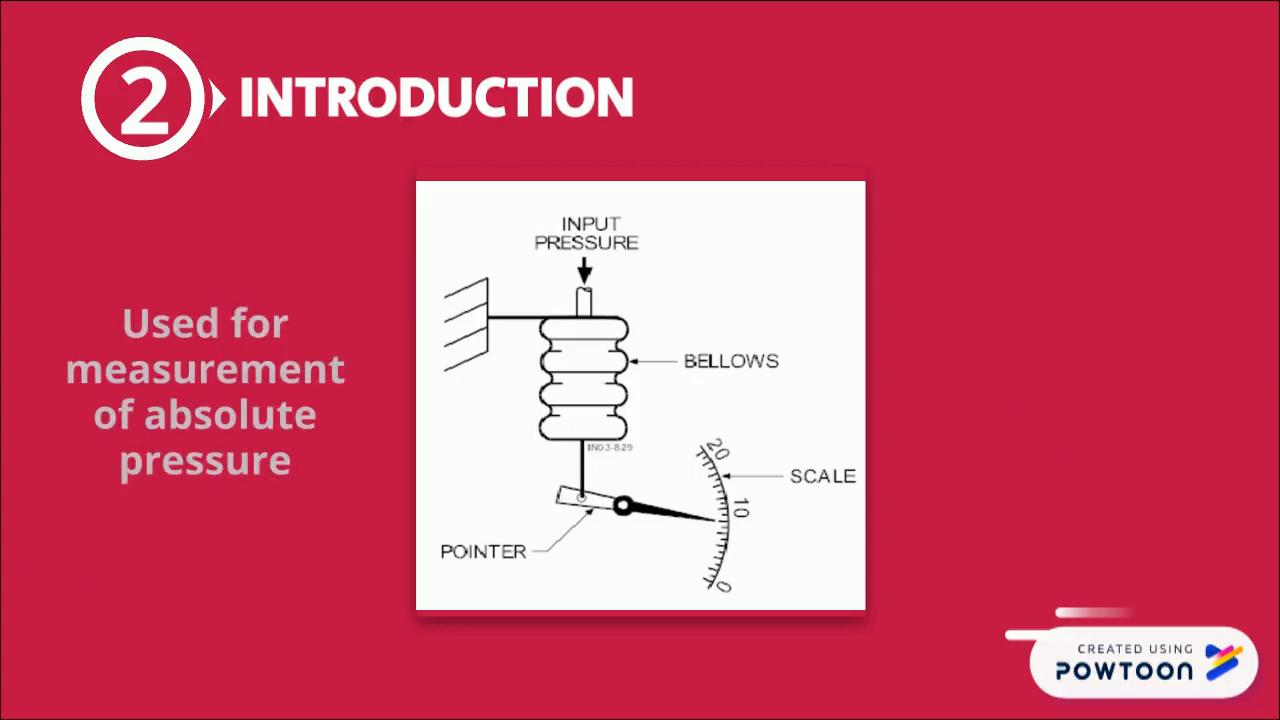 2
INTRODUCTION
Used for
measurement
of absolute
pressure
INPUT
PRESSURE
BELLOWS
20
SCALE
10
POINTER
0
CREATED USING
POWTOON